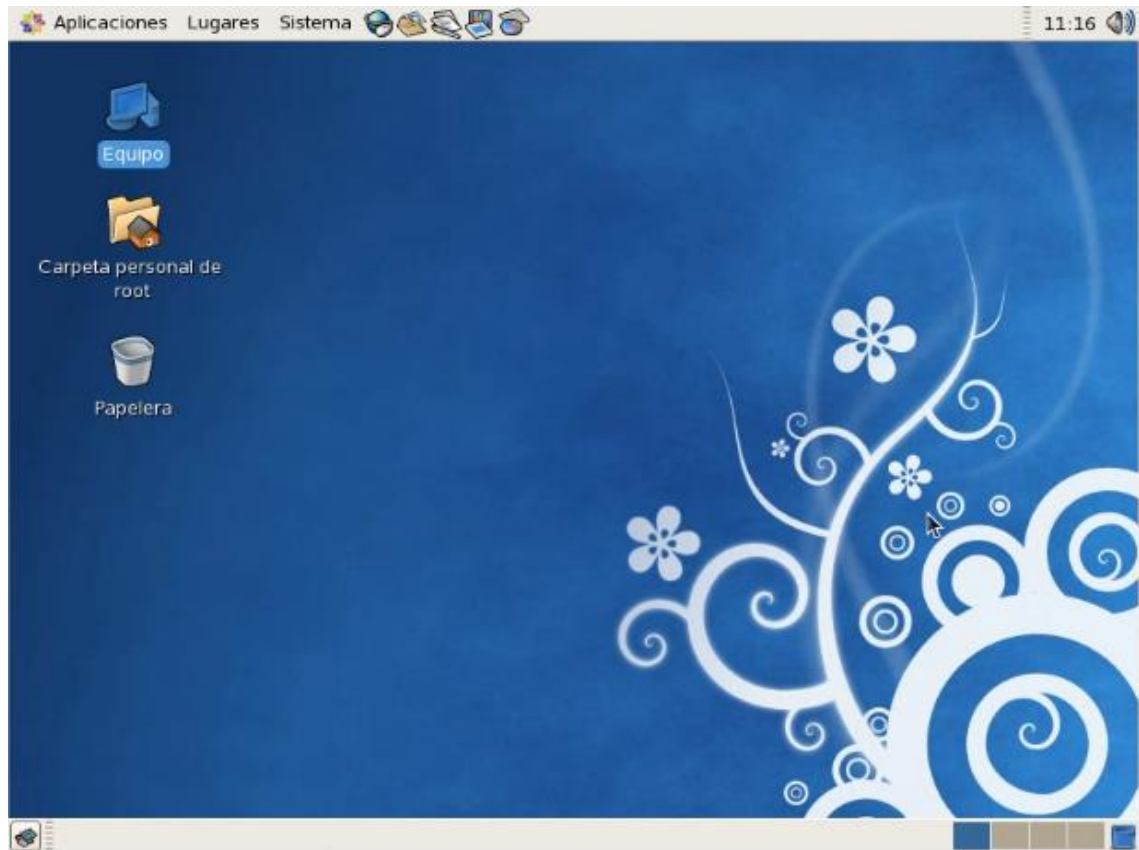 Aplicaciones Lugares Sistema 11:16
Equipo
Carpeta personal de
root
Papelera